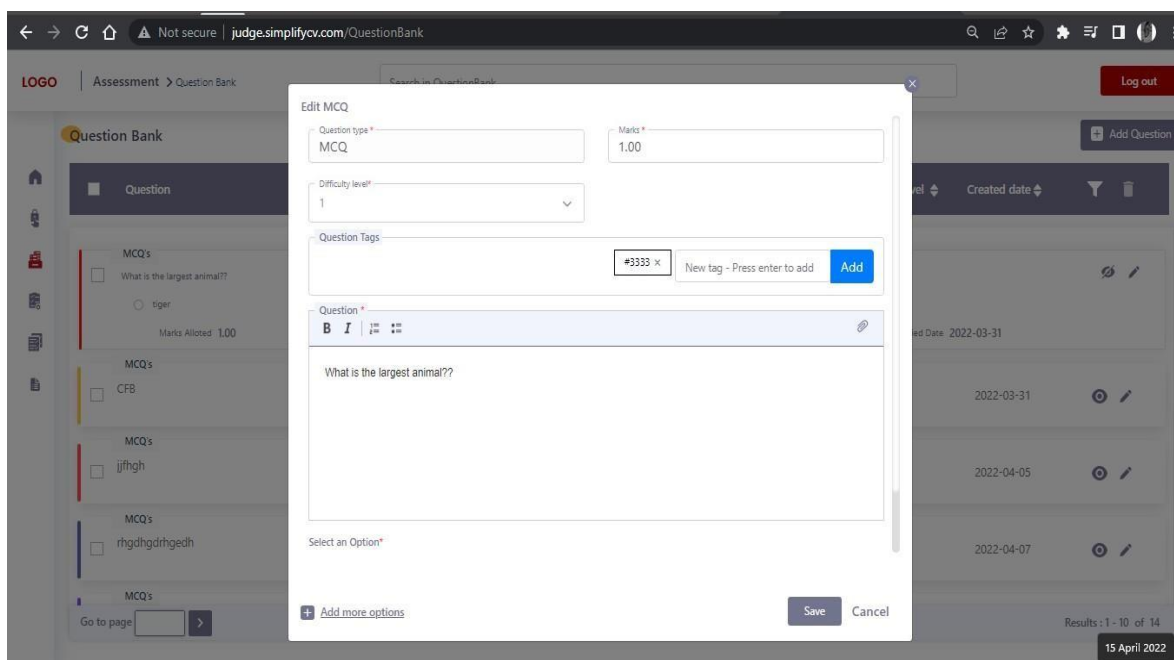 Not secure | judge.simplifycv.com/QuestionBank
LOGO | Assessment > Question Bank
Search in QuestionBank
Log out
Question Bank
Add Question
Question
vel
Created date
Edit MCQ
Question type *
MCQ
Marks *
1.00
Difficulty level*
1
Question Tags
#3333 ×
New tag - Press enter to add
Add
Question *
B I
What is the largest animal??
Select an Option*
Add more options
Save
Cancel
MCQ's
What is the largest animal??
tiger
Marks Alloted 1.00
ed Date 2022-03-31
MCQ's
CFB
2022-03-31
MCQ's
jjfhgh
2022-04-05
MCQ's
rhgdhgdrhgedh
2022-04-07
MCQ's
Go to page
Results : 1 - 10 of 14
15 April 2022